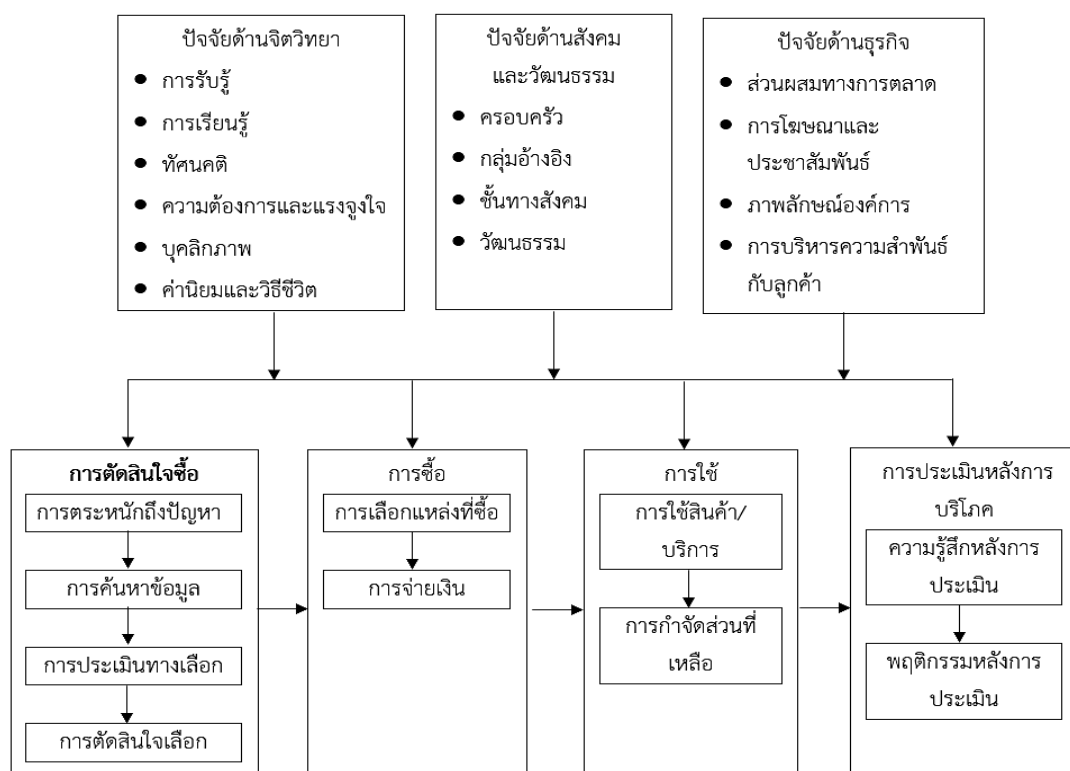 ปัจจัยด้านจิตวิทยา
● การรับรู้
● การเรียนรู้
● ทัศนคติ
● ความต้องการและแรงจูงใจ
● บุคลิกภาพ
● ค่านิยมและวิธีชีวิต
ปัจจัยด้านสังคม
และวัฒนธรรม
● ครอบครัว
● กลุ่มอ้างอิง
● ชั้นทางสังคม
● วัฒนธรรม
ปัจจัยด้านธุรกิจ
● ส่วนผสมทางการตลาด
● การโฆษณาและ
ประชาสัมพันธ์
● ภาพลักษณ์องค์การ
● การบริหารความสำพันธ์
กับลูกค้า
การตัดสินใจซื้อ
การตระหนักถึงปัญหา
การค้นหาข้อมูล
การประเมินทางเลือก
การตัดสินใจเลือก
การซื้อ
การเลือกแหล่งที่ซื้อ
การจ่ายเงิน
การใช้
การใช้สินค้า/
บริการ
การกำจัดส่วนที่
เหลือ
การประเมินหลังการ
บริโภค
ความรู้สึกหลังการ
ประเมิน
พฤติกรรมหลังการ
ประเมิน